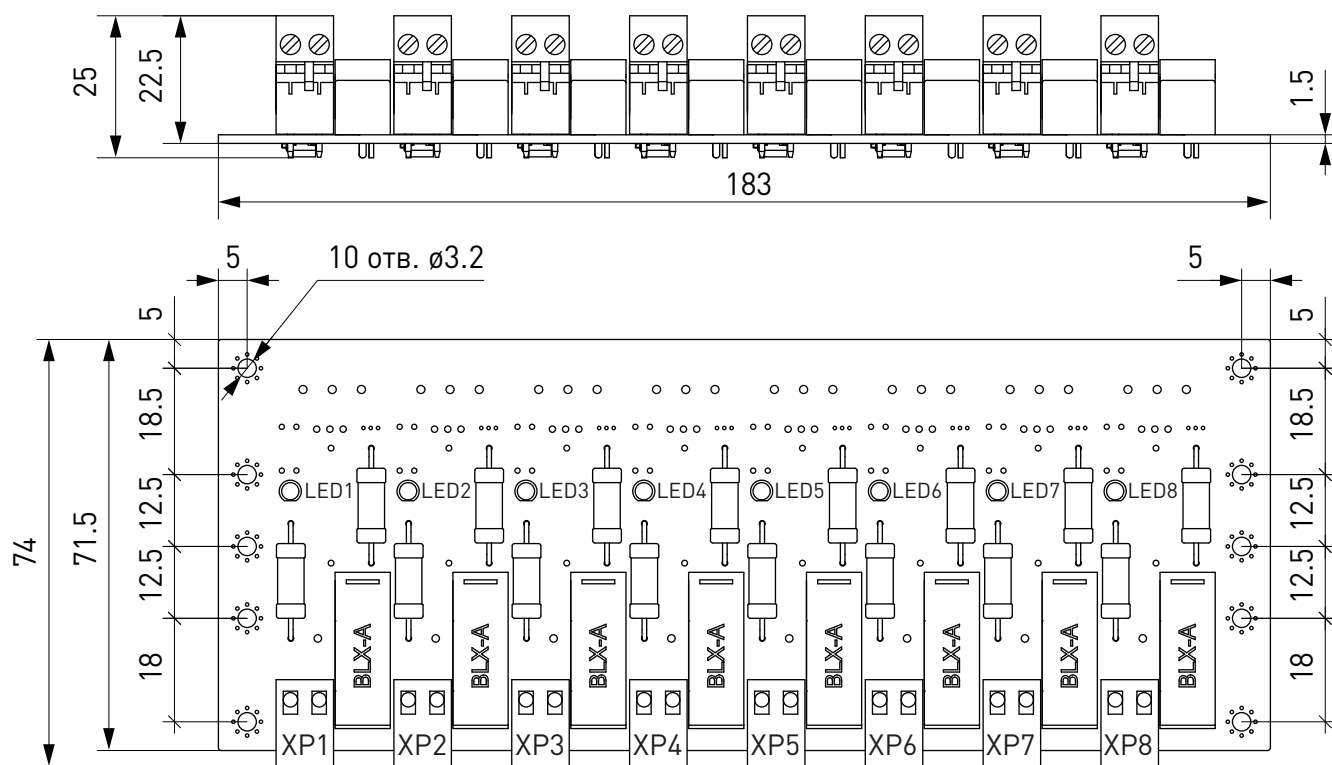 25
22.5
1.5
183
5
10 отв. ø3.2
5
5
5
18.5
18.5
LED1
LED2
LED3
LED4
LED5
LED6
LED7
LED8
12.5
12.5
74
71.5
12.5
12.5
BLX-A
BLX-A
BLX-A
BLX-A
BLX-A
BLX-A
BLX-A
BLX-A
18
18
XP1
XP2
XP3
XP4
XP5
XP6
XP7
XP8